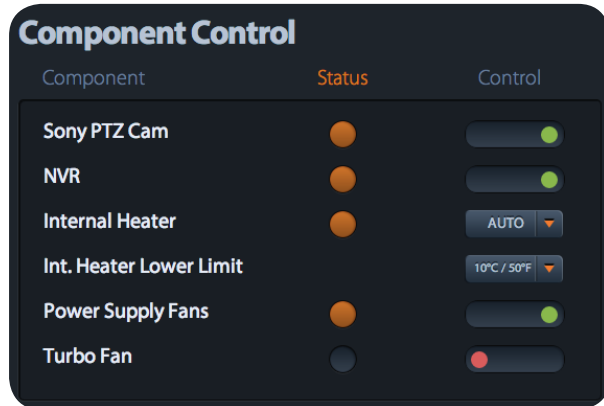 Component Control
Component Status Control
Sony PTZ Cam
NVR
Internal Heater AUTO
Int. Heater Lower Limit 10°C / 50°F
Power Supply Fans
Turbo Fan